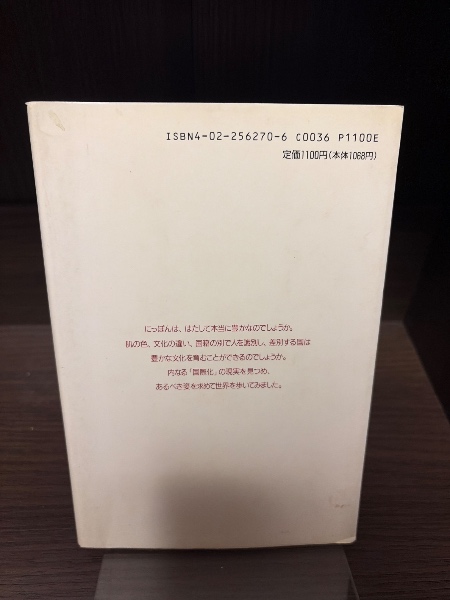 ISBN4-02-256270-6 C0036 P1100E
定価1100円(本体1068円)
にっぽんは、はたして本当に豊かなのでしょうか。
肌の色、文化の違い、国籍の別で人を識別し、差別する国は
豊かな文化を育むことができるのでしょうか。
内なる「国際化」の現実を見つめ、
あるべき姿を求めて世界を歩いてみました。